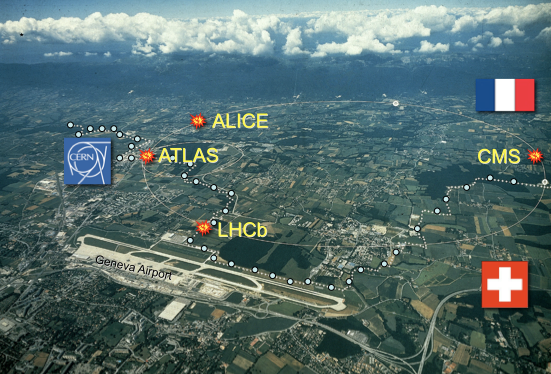 ALICE
CERN
ATLAS
CMS
LHCb
Geneva Airport